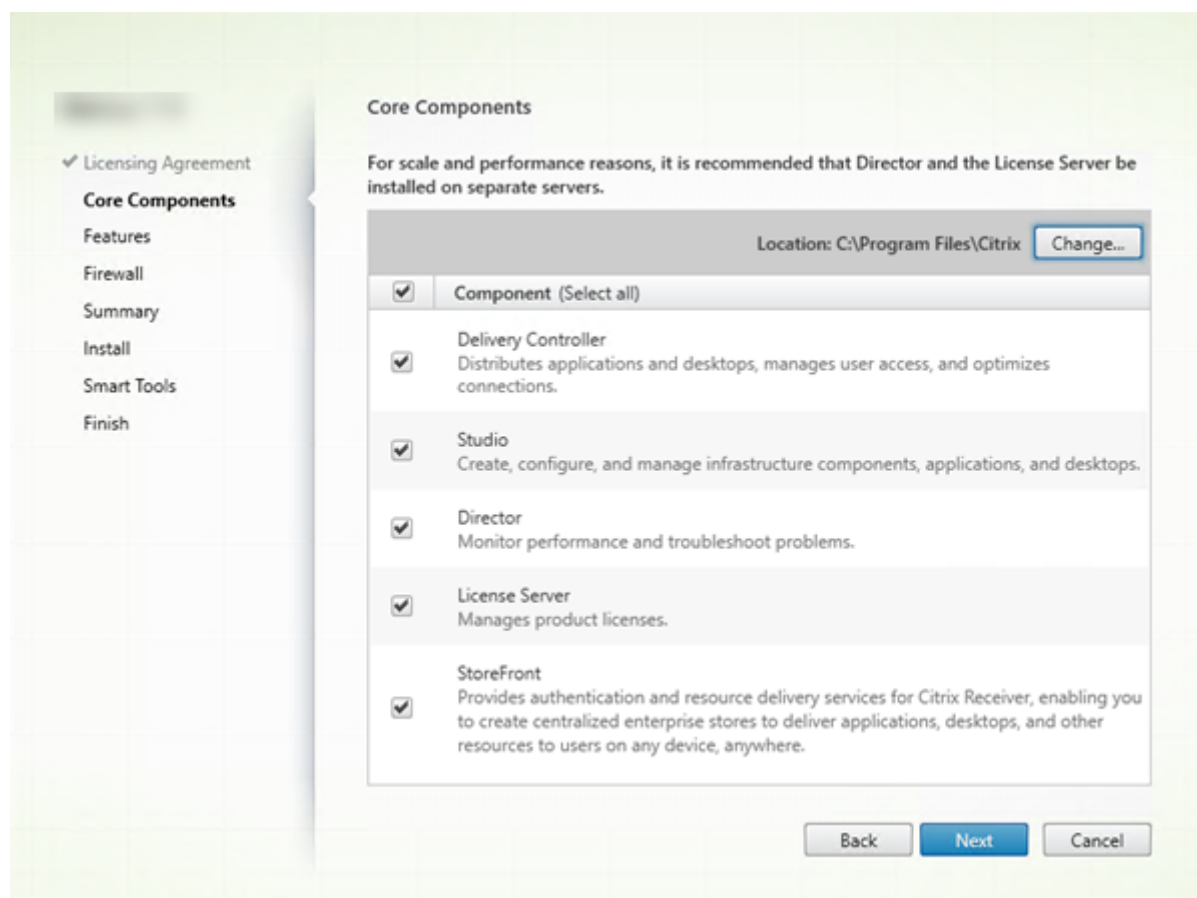 Core Components
✔ Licensing Agreement
Core Components
Features
Firewall
Summary
Install
Smart Tools
Finish
For scale and performance reasons, it is recommended that Director and the License Server be
installed on separate servers.
Location: C:\Program Files\Citrix
Change...
Component (Select all)
Delivery Controller
Distributes applications and desktops, manages user access, and optimizes
connections.
Studio
Create, configure, and manage infrastructure components, applications, and desktops.
Director
Monitor performance and troubleshoot problems.
License Server
Manages product licenses.
StoreFront
Provides authentication and resource delivery services for Citrix Receiver, enabling you
to create centralized enterprise stores to deliver applications, desktops, and other
resources to users on any device, anywhere.
Back
Next
Cancel